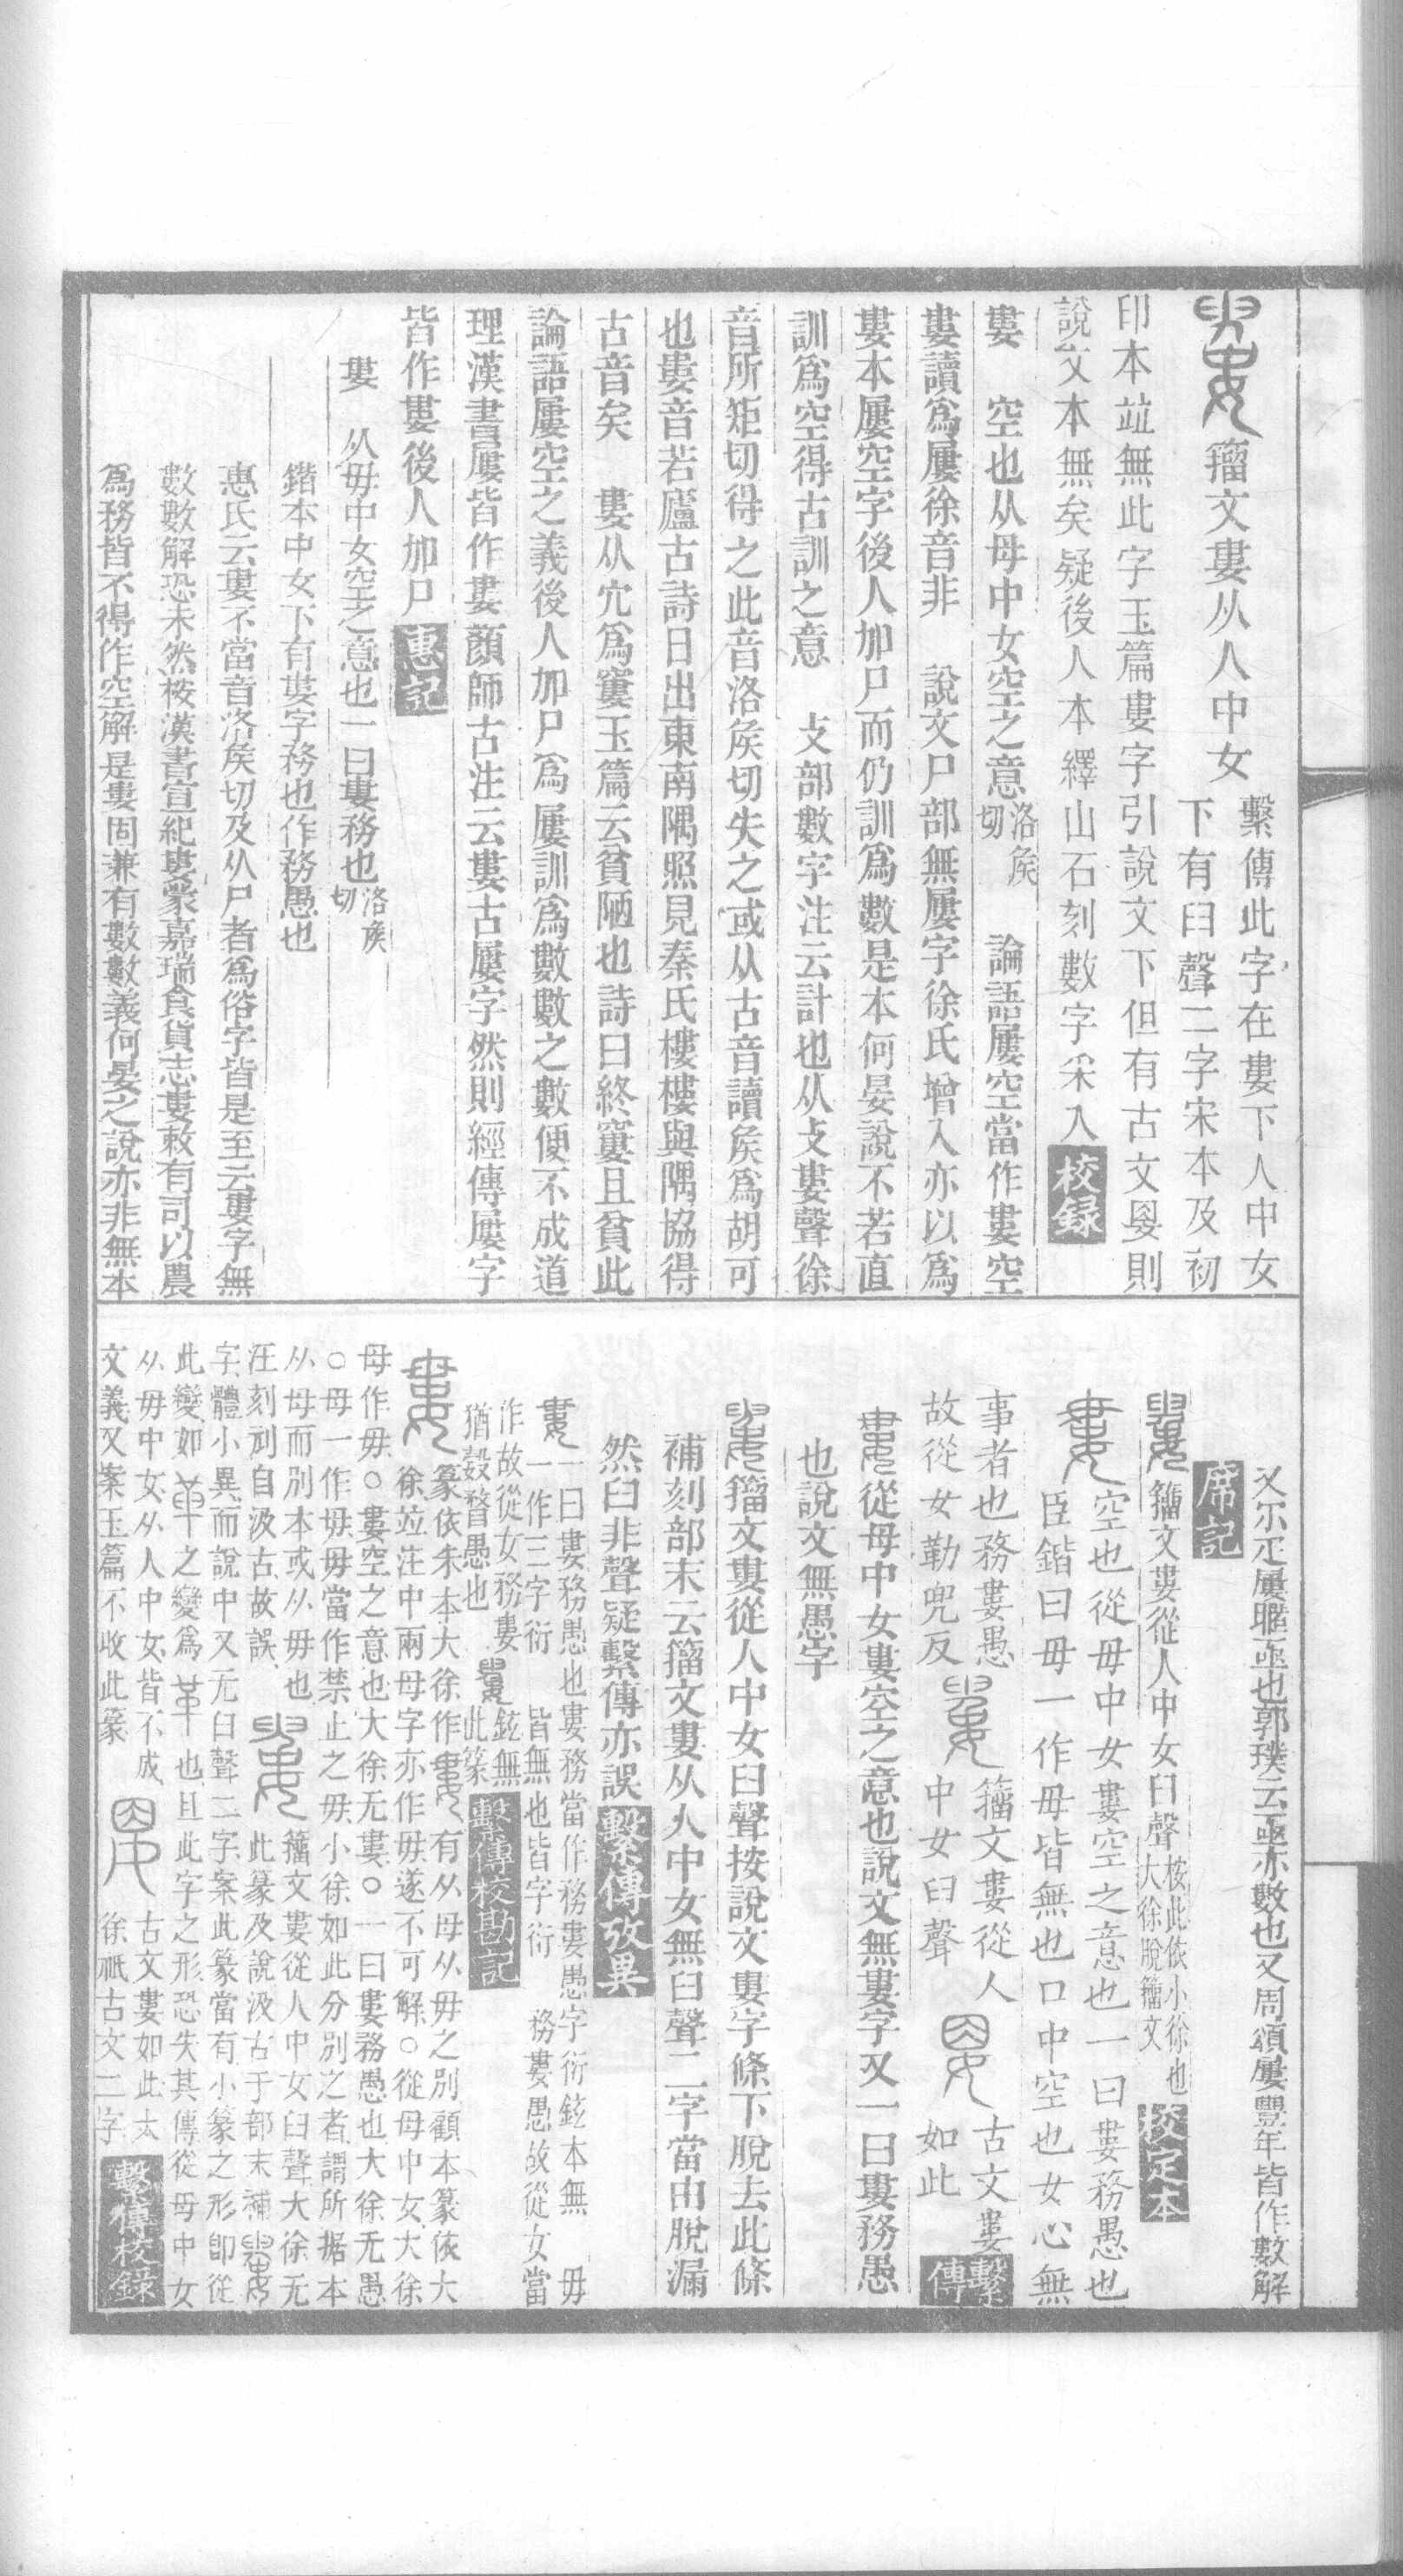 籀文婁从人中女
繫傳此字在婁下人中女
下有曰聲二字宋本及初
印本竝無此字玉篇婁字引說文下但有古文㛔則
說文本無矣疑後人本繹山石刻數字采入校録
婁　空也从母中女空之意洛矦切　論語屢空當作婁空
婁讀爲屢徐音非　說文尸部無屢字徐氏增入亦以爲
婁本屢空字後人加尸而仍訓爲數是本何晏說不若直
訓爲空得古訓之意　攴部數字注云計也从攴婁聲徐
音所矩切得之此音洛矦切失之或从古音讀矦爲胡可
也婁音若廬古詩日出東南隅照見秦氏樓樓與隅協得
古音矣　婁从穴爲窶玉篇云貧陋也詩曰終窶且貧此
論語屢空之義後人加尸爲屢訓爲數數之數便不成道
理漢書屢皆作婁顏師古注云婁古屢字然則經傳屢字
皆作婁後人加尸惠記
婁　从毋中女空之意也一曰婁務也洛矦切
鍇本中女下有婁字務也作務愚也
惠氏云婁不當音洛矦切及从尸者爲俗字皆是至云婁字無
數數解恐未然桉漢書宣紀婁蒙嘉瑞食貨志婁敕有司以農
爲務皆不得作空解是婁固兼有數數義何晏之說亦非無本
又尒疋屢暱亟也郭璞云亟亦數也又周頌屢豐年皆作數解
席記
籀文婁從人中女臼聲桉此依小徐也大徐脫籀文校定本
空也從毋中女婁空之意也一曰婁務愚也
臣鍇曰毋一作毋皆無也口中空也女心無
事者也務婁愚
故從女勒兜反
籀文婁從人
中女臼聲
古文婁
如此
繫傳
從母中女婁空之意也說文無婁字又一曰婁務愚
也說文無愚字
籀文婁從人中女臼聲按說文婁字條下脫去此條
補刻部末云籀文婁从人中女無臼聲二字當由脫漏
然臼非聲疑繫傳亦誤繫傳攷異
一曰婁務愚也婁務當作務婁愚字衍鉉本無　毋
一作三字衍　皆無也皆字衍　務婁愚故從女當
作故從女務婁　鉉無
猶瞉瞀愚也　此篆
繫傳校勘記
篆依朱本大徐作有从母从毋之別顧本篆依大
徐竝注中兩母字亦作毋遂不可解○從母中女大徐
母作毋○婁空之意也大徐无婁○一曰婁務愚也大徐无愚
○母一作毋毋當作禁止之毋小徐如此分別之者謂所据本
从母而別本或从毋也籀文婁從人中女臼聲大徐无
汪刻刓自汲古故誤　此篆及說汲古于部末補
字體小異而說中又无臼聲二字案此篆當有小篆之形卽從
此變如之變爲也且此字之形恐失其傳從母中女
从毋中女从人中女皆不成　古文婁如此大
文義又案玉篇不收此篆　徐祇古文二字
繫傳校錄